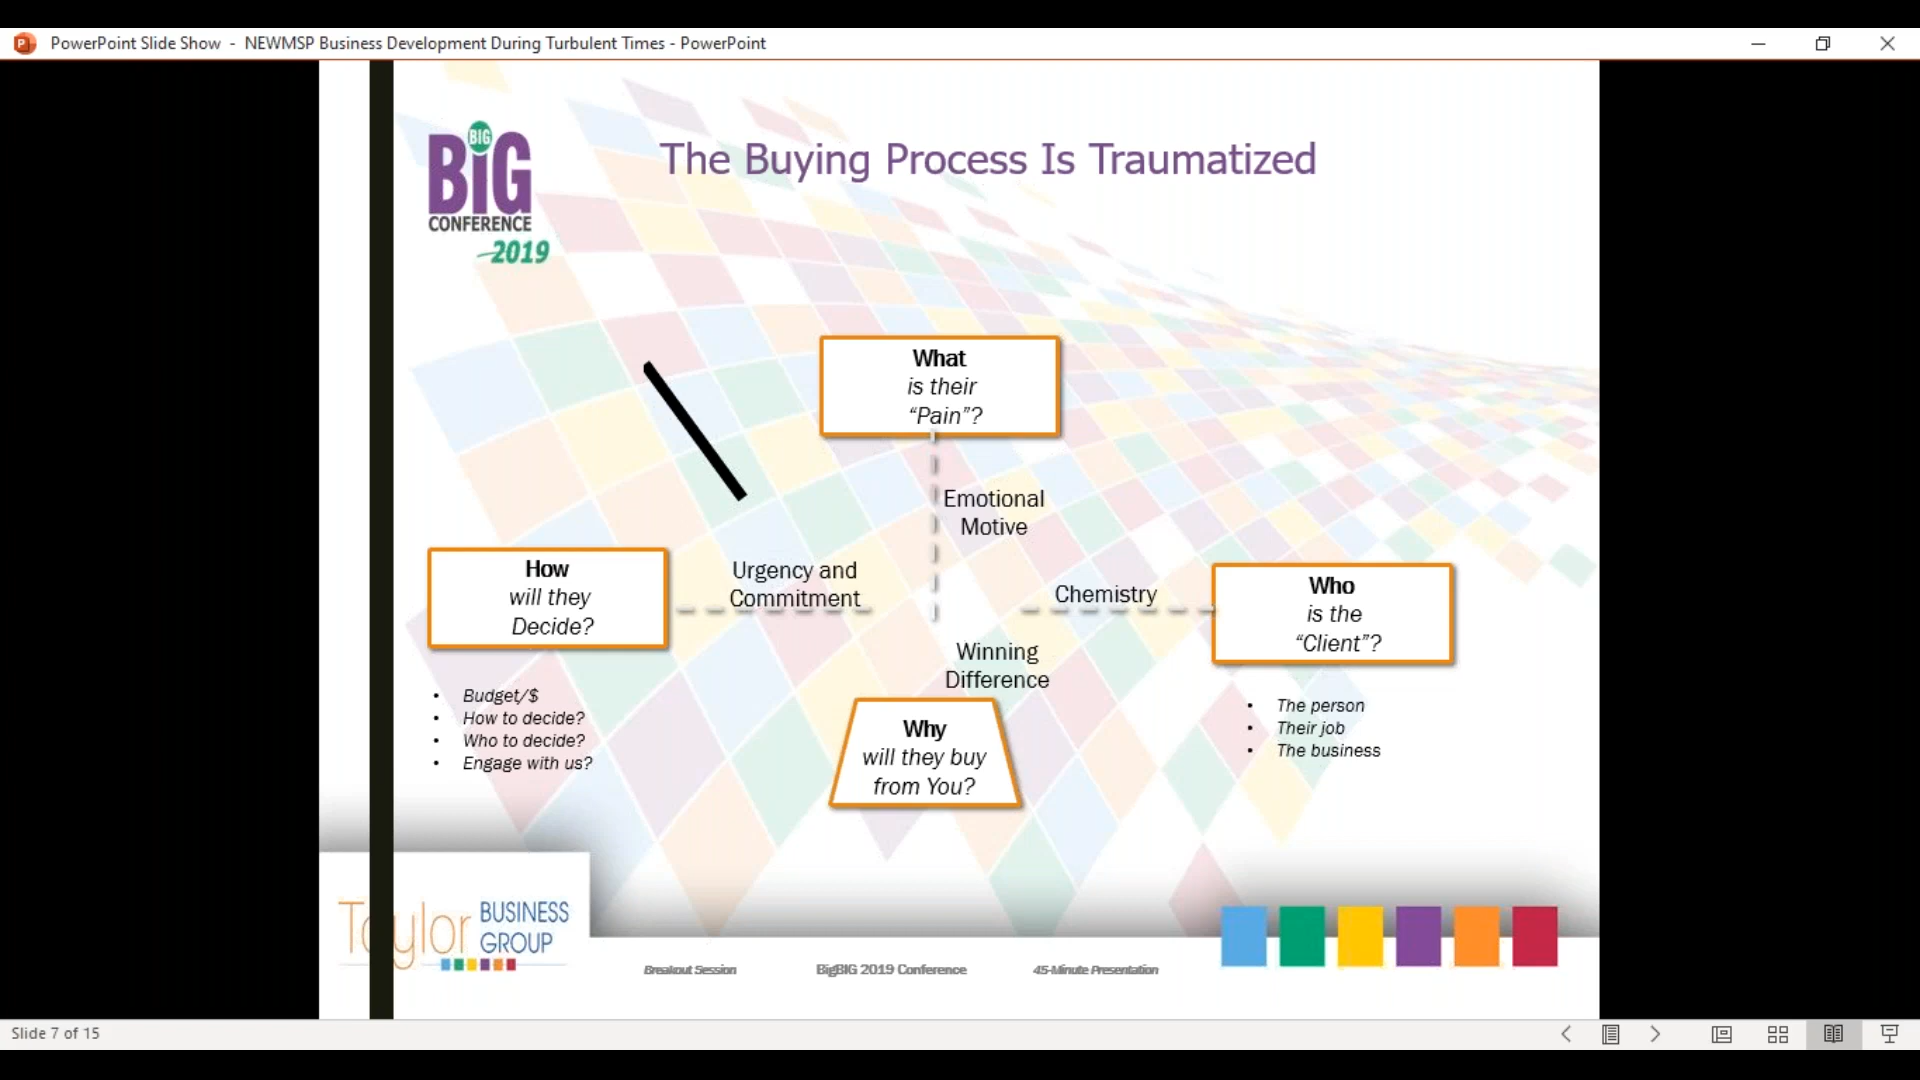 PowerPoint Slide Show - NEWMSP Business Development During Turbulent Times - PowerPoint
BIG
BiG
CONFERENCE
2019
The Buying Process Is Traumatized
What
is their
“Pain”?
Emotional
Motive
How
will they
Decide?
Urgency and
Commitment
Chemistry
Who
is the
“Client”?
Winning
Difference
• Budget/$
• How to decide?
• Who to decide?
• Engage with us?
Why
will they buy
from You?
• The person
• Their job
• The business
Taylor BUSINESS
GROUP
Breakout Session BigBIG 2019 Conference 45-Minute Presentation
Slide 7 of 15